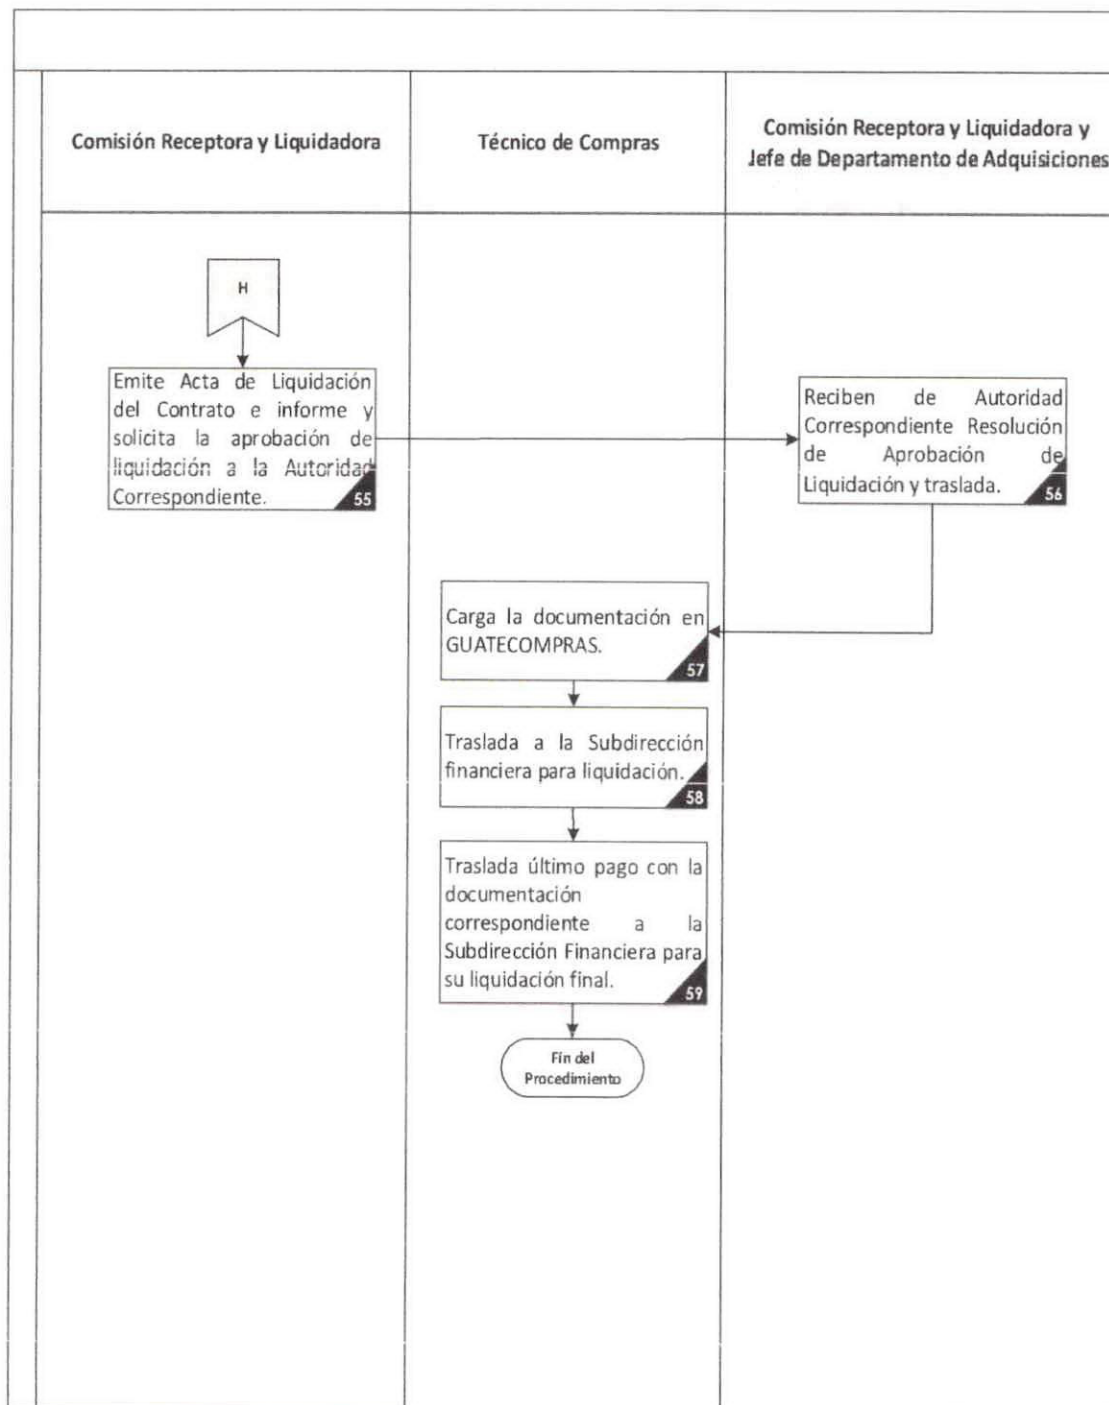 Comisión Receptora y Liquidadora
Técnico de Compras
Comisión Receptora y Liquidadora y
Jefe de Departamento de Adquisiciones
H
Emite Acta de Liquidación
del Contrato e informe y
solicita la aprobación de
liquidación a la Autoridad
Correspondiente.
55
Reciben de Autoridad
Correspondiente Resolución
de Aprobación de
Liquidación y traslada.
56
Carga la documentación en
GUATECOMPRAS.
57
Traslada a la Subdirección
financiera para liquidación.
58
Traslada último pago con la
documentación
correspondiente a la
Subdirección Financiera para
su liquidación final.
59
Fin del
Procedimiento